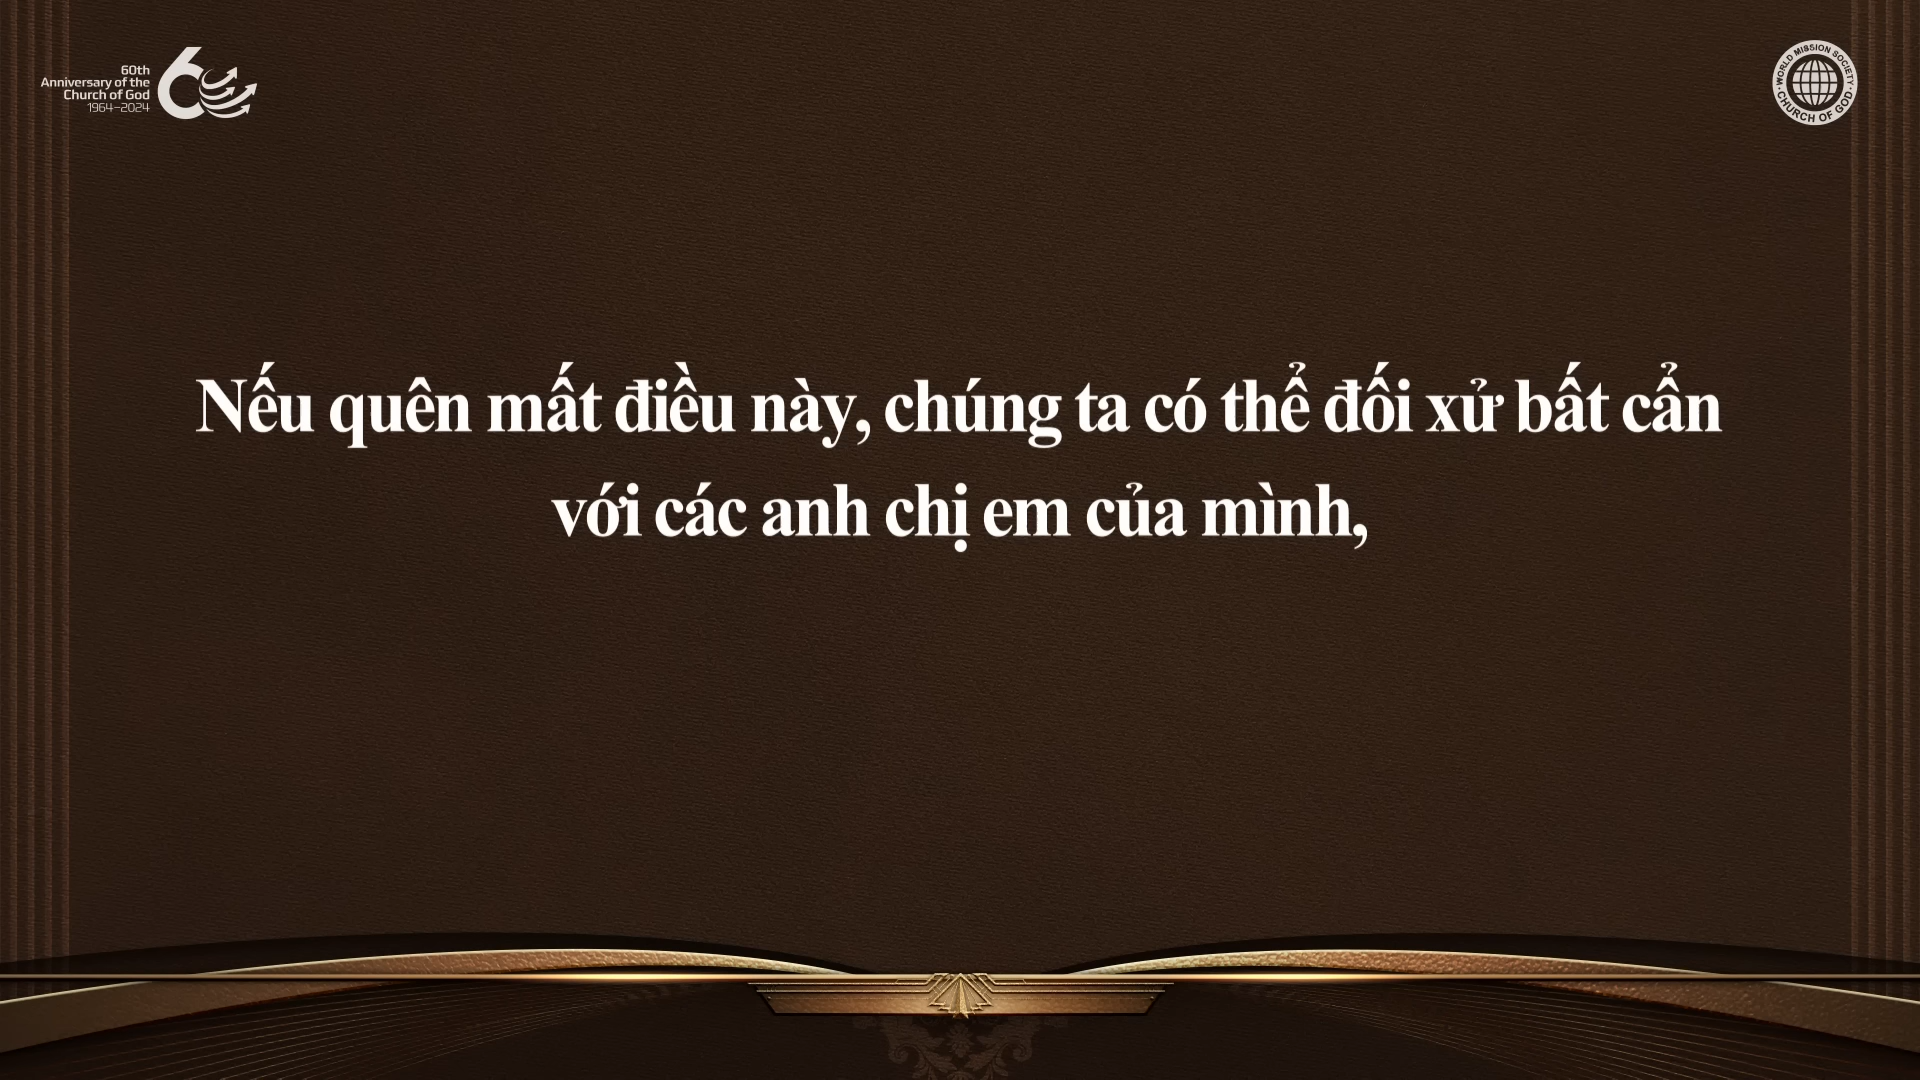 60th
Anniversary of the
Church of God
1964–2024
WORLD MISSION SOCIETY
CHURCH OF GOD
Nếu quên mất điều này, chúng ta có thể đối xử bất cẩn
với các anh chị em của mình,